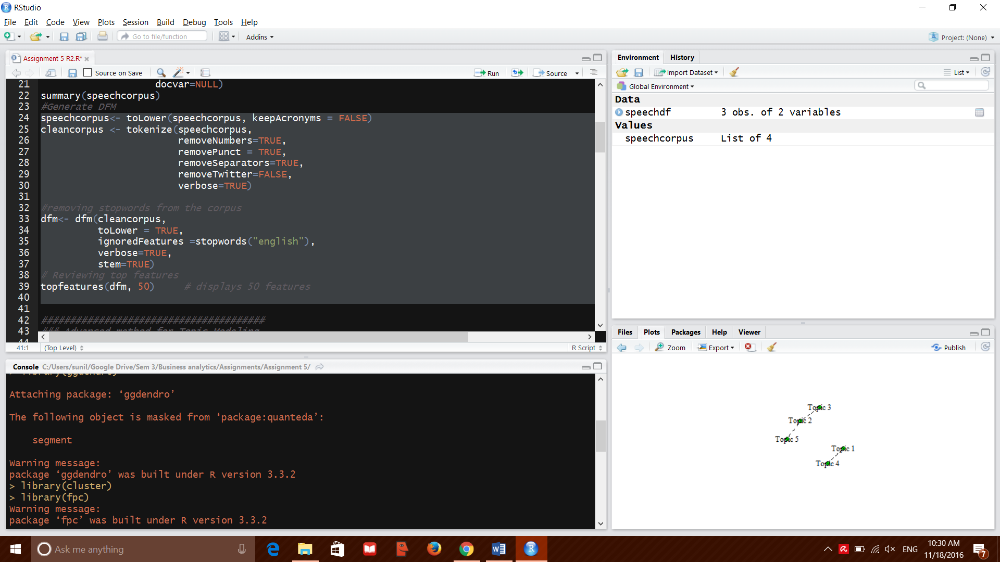 RStudio
File Edit Code View Plots Session Build Debug Tools Help
Go to file/function Addins Project: (None)
Assignment 5 R2.R*
Source on Save Run Source
21 docvar=NULL)
22 summary(speechcorpus)
23 #Generate DFM
24 speechcorpus<- toLower(speechcorpus, keepAcronyms = FALSE)
25 cleancorpus <- tokenize(speechcorpus,
26 removeNumbers=TRUE,
27 removePunct = TRUE,
28 removeSeparators=TRUE,
29 removeTwitter=FALSE,
30 verbose=TRUE)
31
32 #removing stopwords from the corpus
33 dfm<- dfm(cleancorpus,
34 toLower = TRUE,
35 ignoredFeatures =stopwords("english"),
36 verbose=TRUE,
37 stem=TRUE)
38 # Reviewing top features
39 topfeatures(dfm, 50) # displays 50 features
40
41
42 #######################################
43 ### Advanced method for Topic Modeling
44
41:1 (Top Level) R Script
Console C:/Users/sunil/Google Drive/Sem 3/Business analytics/Assignments/Assignment 5/
> library(ggdendro)
Attaching package: ‘ggdendro’
The following object is masked from ‘package:quanteda’:
segment
Warning message:
package ‘ggdendro’ was built under R version 3.3.2
> library(cluster)
> library(fpc)
Warning message:
package ‘fpc’ was built under R version 3.3.2
Environment History
Import Dataset List
Global Environment
Data
speechdf 3 obs. of 2 variables
Values
speechcorpus List of 4
Files Plots Packages Help Viewer
Zoom Export Publish
Topic 3
Topic 2
Topic 5
Topic 1
Topic 4
Ask me anything
ENG
10:30 AM
11/18/2016
7